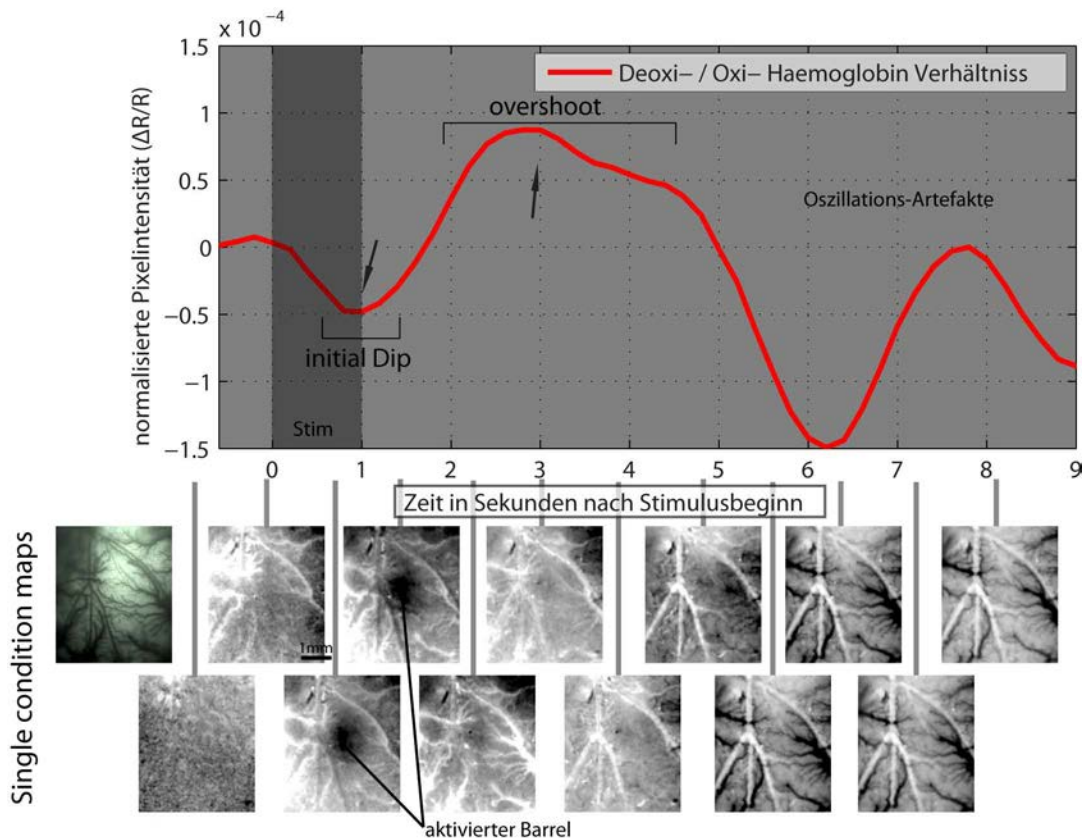 x 10⁻⁴
normalisierte Pixelintensität (ΔR/R)
1.5
1
0.5
0
−0.5
−1
−1.5
Deoxi− / Oxi− Haemoglobin Verhältniss
overshoot
Oszillations-Artefakte
initial Dip
Stim
0 1 2 3 4 5 6 7 8 9
Zeit in Sekunden nach Stimulusbeginn
Single condition maps
1mm
aktivierter Barrel